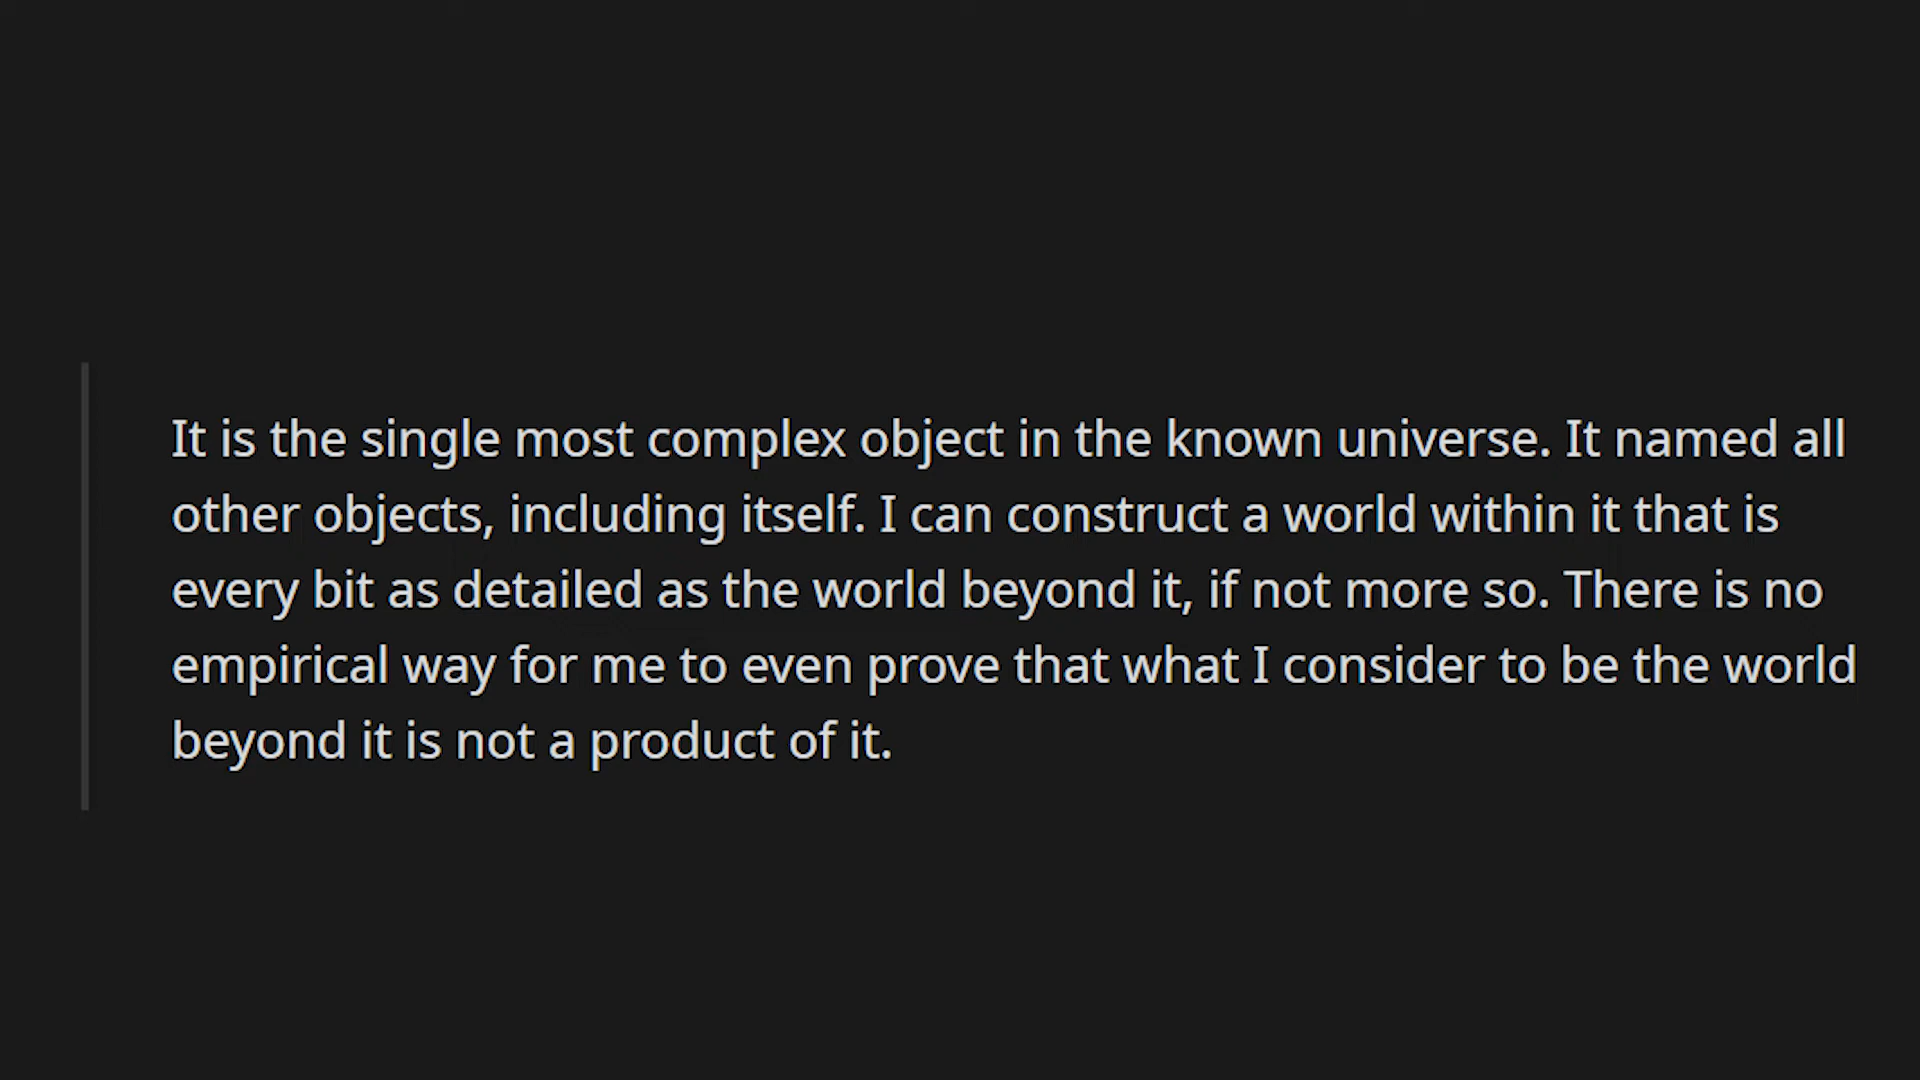 It is the single most complex object in the known universe. It named all
other objects, including itself. I can construct a world within it that is
every bit as detailed as the world beyond it, if not more so. There is no
empirical way for me to even prove that what I consider to be the world
beyond it is not a product of it.